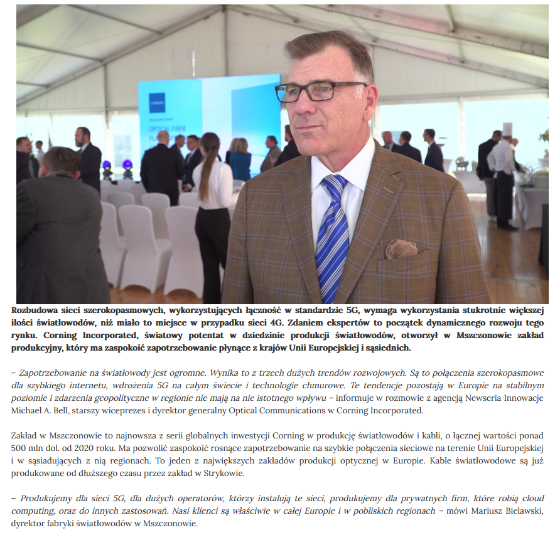 CORNING
OPTICAL FIBER
Rozbudowa sieci szerokopasmowych, wykorzystujących łączność w standardzie 5G, wymaga wykorzystania stukrotnie większej
ilości światłowodów, niż miało to miejsce w przypadku sieci 4G. Zdaniem ekspertów to początek dynamicznego rozwoju tego
rynku. Corning Incorporated, światowy potentat w dziedzinie produkcji światłowodów, otworzył w Mszczonowie zakład
produkcyjny, który ma zaspokoić zapotrzebowanie płynące z krajów Unii Europejskiej i sąsiednich.
– Zapotrzebowanie na światłowody jest ogromne. Wynika to z trzech dużych trendów rozwojowych. Są to połączenia szerokopasmowe
dla szybkiego internetu, wdrożenia 5G na całym świecie i technologie chmurowe. Te tendencje pozostają w Europie na stabilnym
poziomie i zdarzenia geopolityczne w regionie nie mają na nie istotnego wpływu – informuje w rozmowie z agencją Newseria Innowacje
Michael A. Bell, starszy wiceprezes i dyrektor generalny Optical Communications w Corning Incorporated.
Zakład w Mszczonowie to najnowsza z serii globalnych inwestycji Corning w produkcję światłowodów i kabli, o łącznej wartości ponad
500 mln dol. od 2020 roku. Ma pozwolić zaspokoić rosnące zapotrzebowanie na szybkie połączenia sieciowe na terenie Unii Europejskiej
i w sąsiadujących z nią regionach. To jeden z największych zakładów produkcji optycznej w Europie. Kable światłowodowe są już
produkowane od dłuższego czasu przez zakład w Strykowie.
– Produkujemy dla sieci 5G, dla dużych operatorów, którzy instalują te sieci, produkujemy dla prywatnych firm, które robią cloud
computing, oraz do innych zastosowań. Nasi klienci są właściwie w całej Europie i w pobliskich regionach – mówi Mariusz Bielawski,
dyrektor fabryki światłowodów w Mszczonowie.